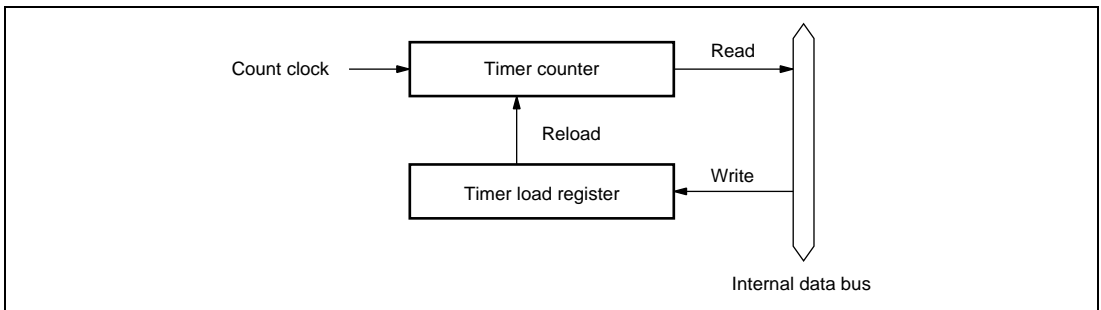 Read
Count clock
Timer counter
Reload
Write
Timer load register
Internal data bus